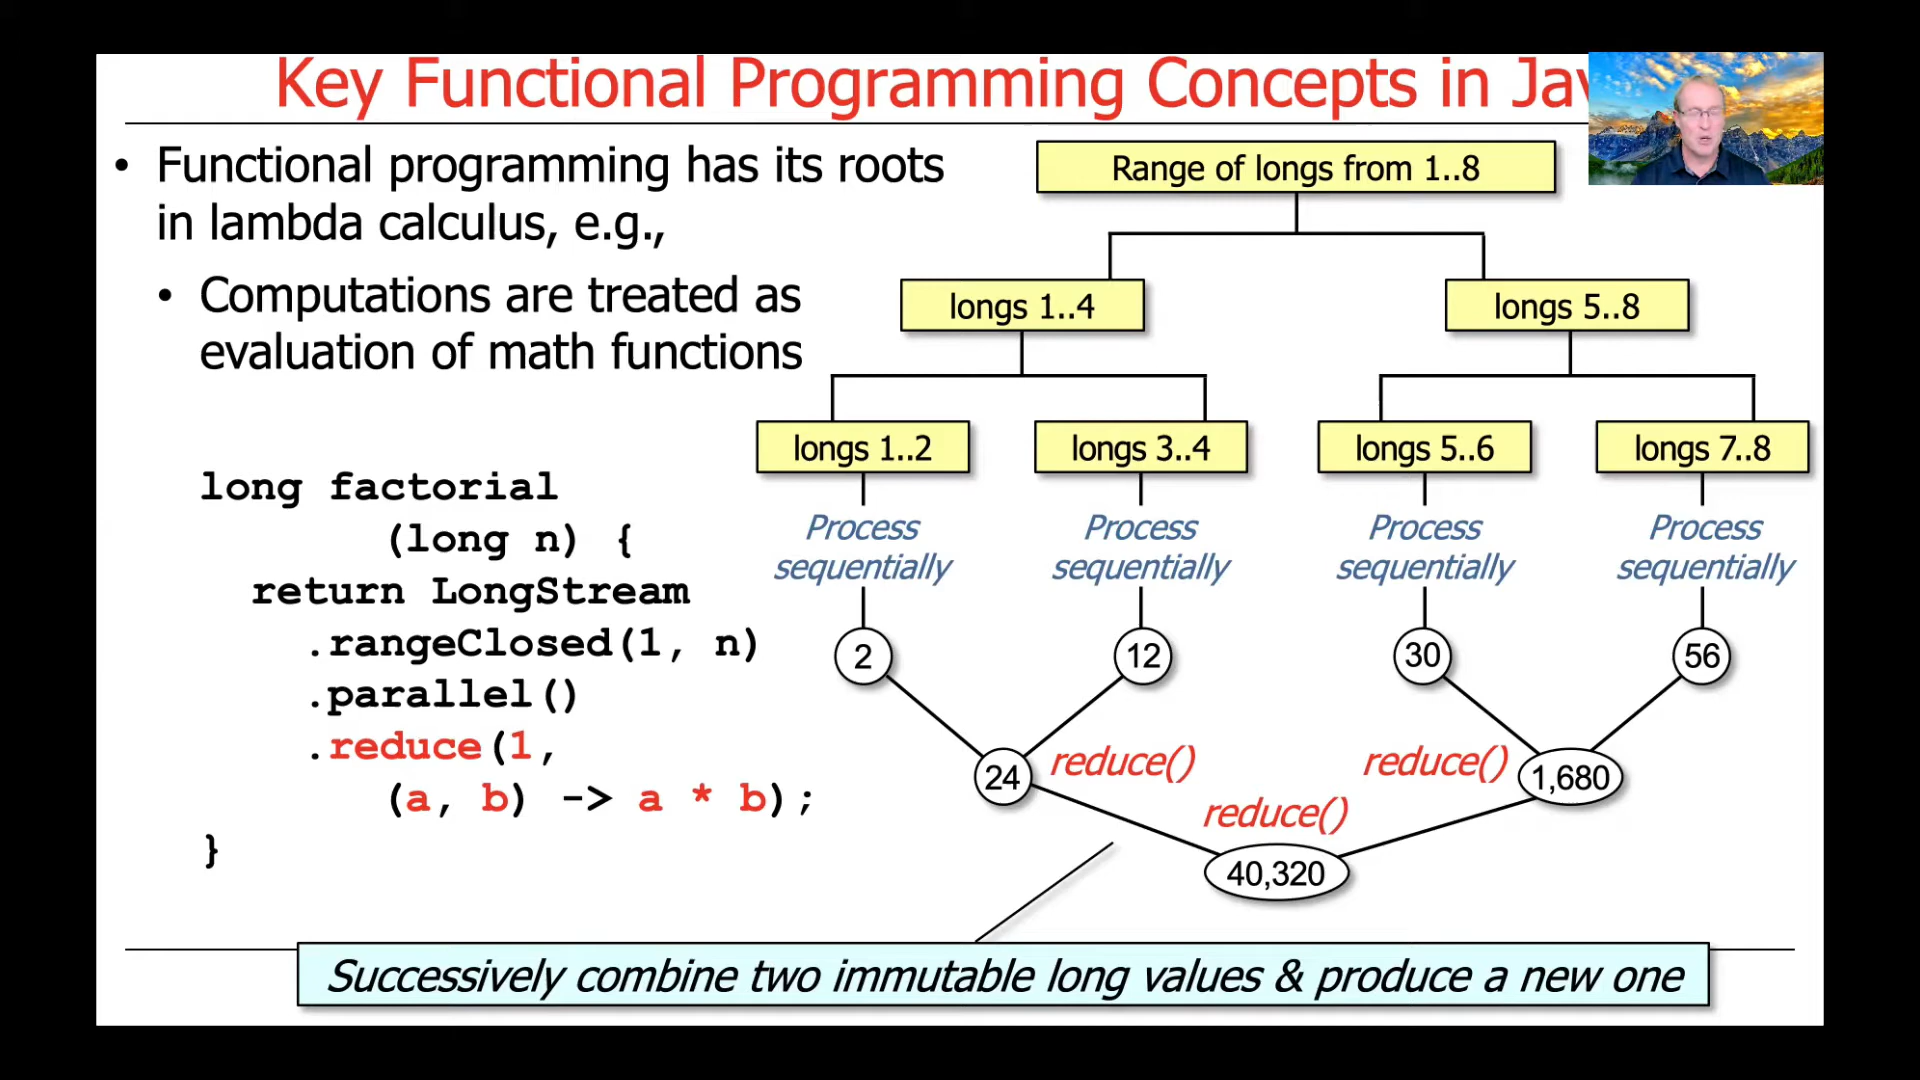 Key Functional Programming Concepts in Jav
• Functional programming has its roots
in lambda calculus, e.g.,
• Computations are treated as
evaluation of math functions
long factorial
(long n) {
return LongStream
.rangeClosed(1, n)
.parallel()
.reduce(1,
(a, b) -> a * b);
}
Range of longs from 1..8
longs 1..4
longs 5..8
longs 1..2
longs 3..4
longs 5..6
longs 7..8
Process
sequentially
Process
sequentially
Process
sequentially
Process
sequentially
2
12
30
56
24
reduce()
reduce()
1,680
reduce()
40,320
Successively combine two immutable long values & produce a new one